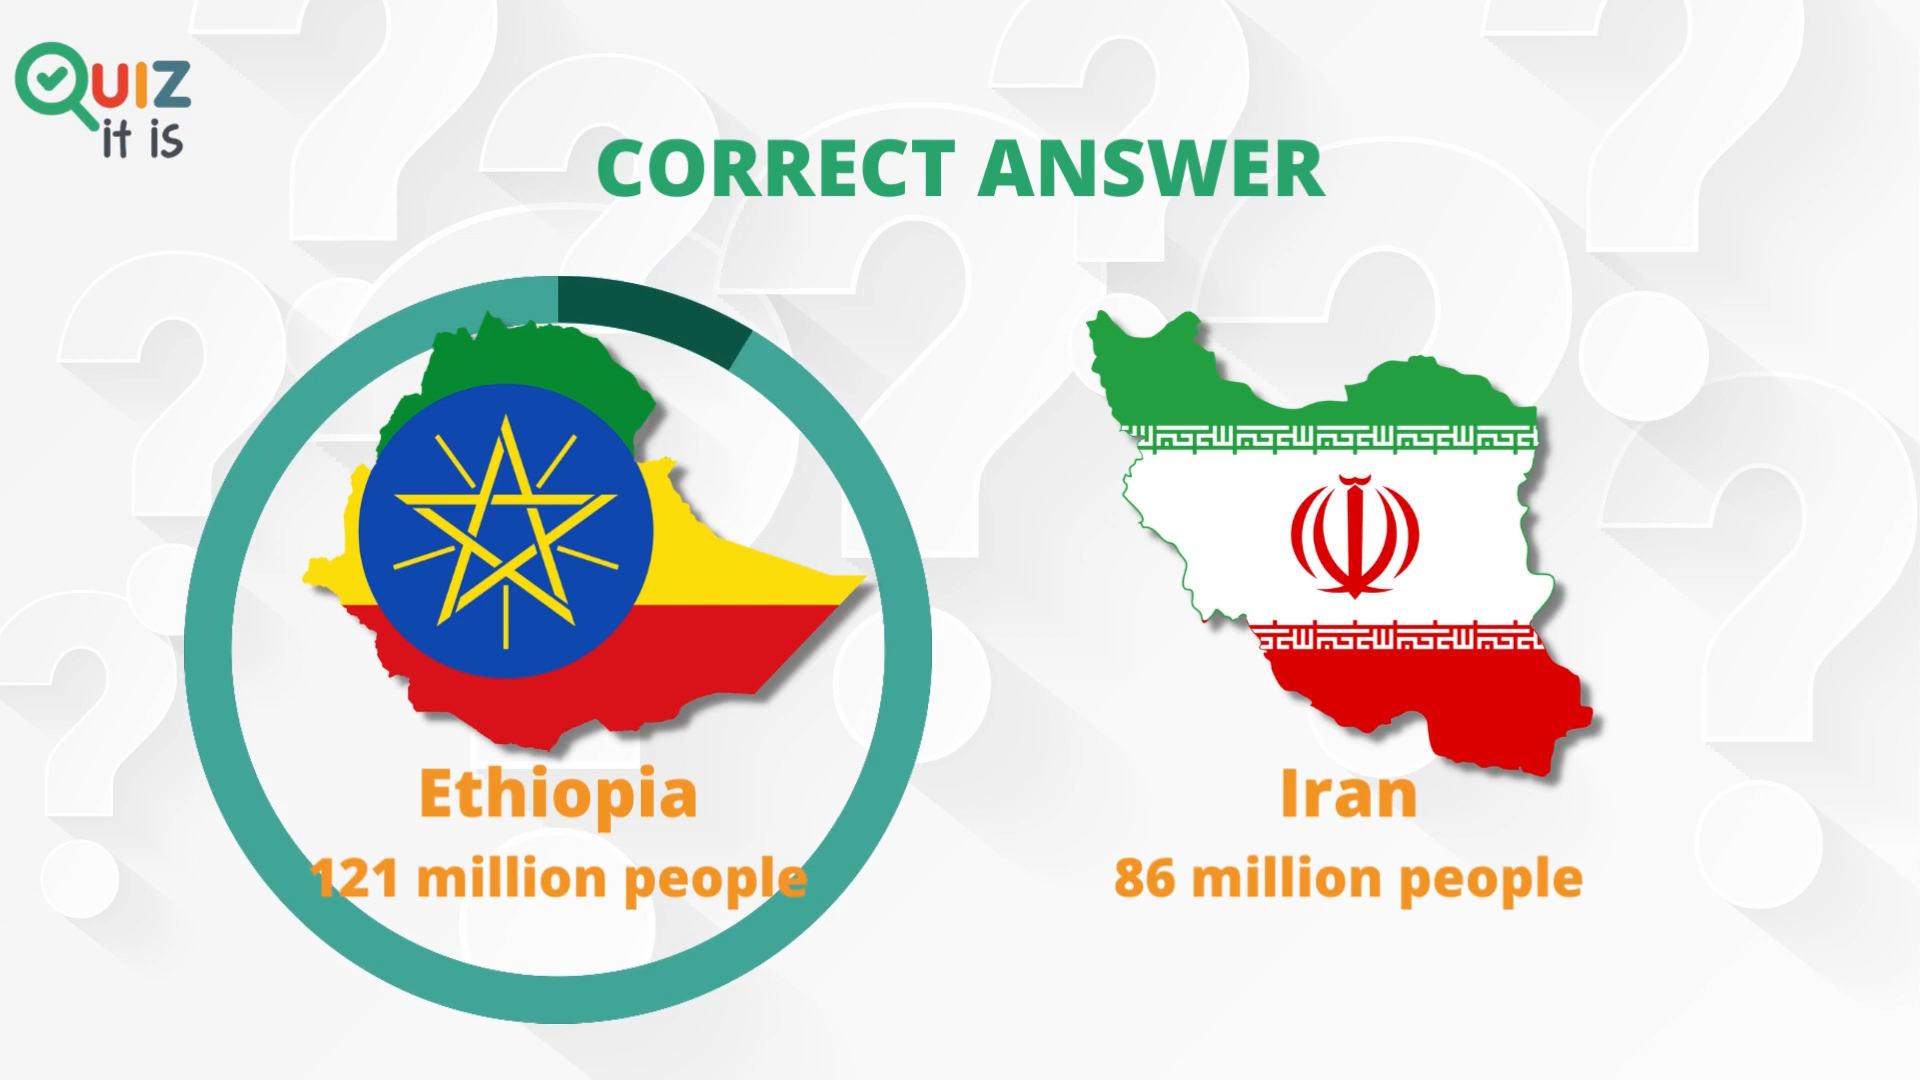 QUIZ
it is
CORRECT ANSWER
Ethiopia
121 million people
Iran
86 million people